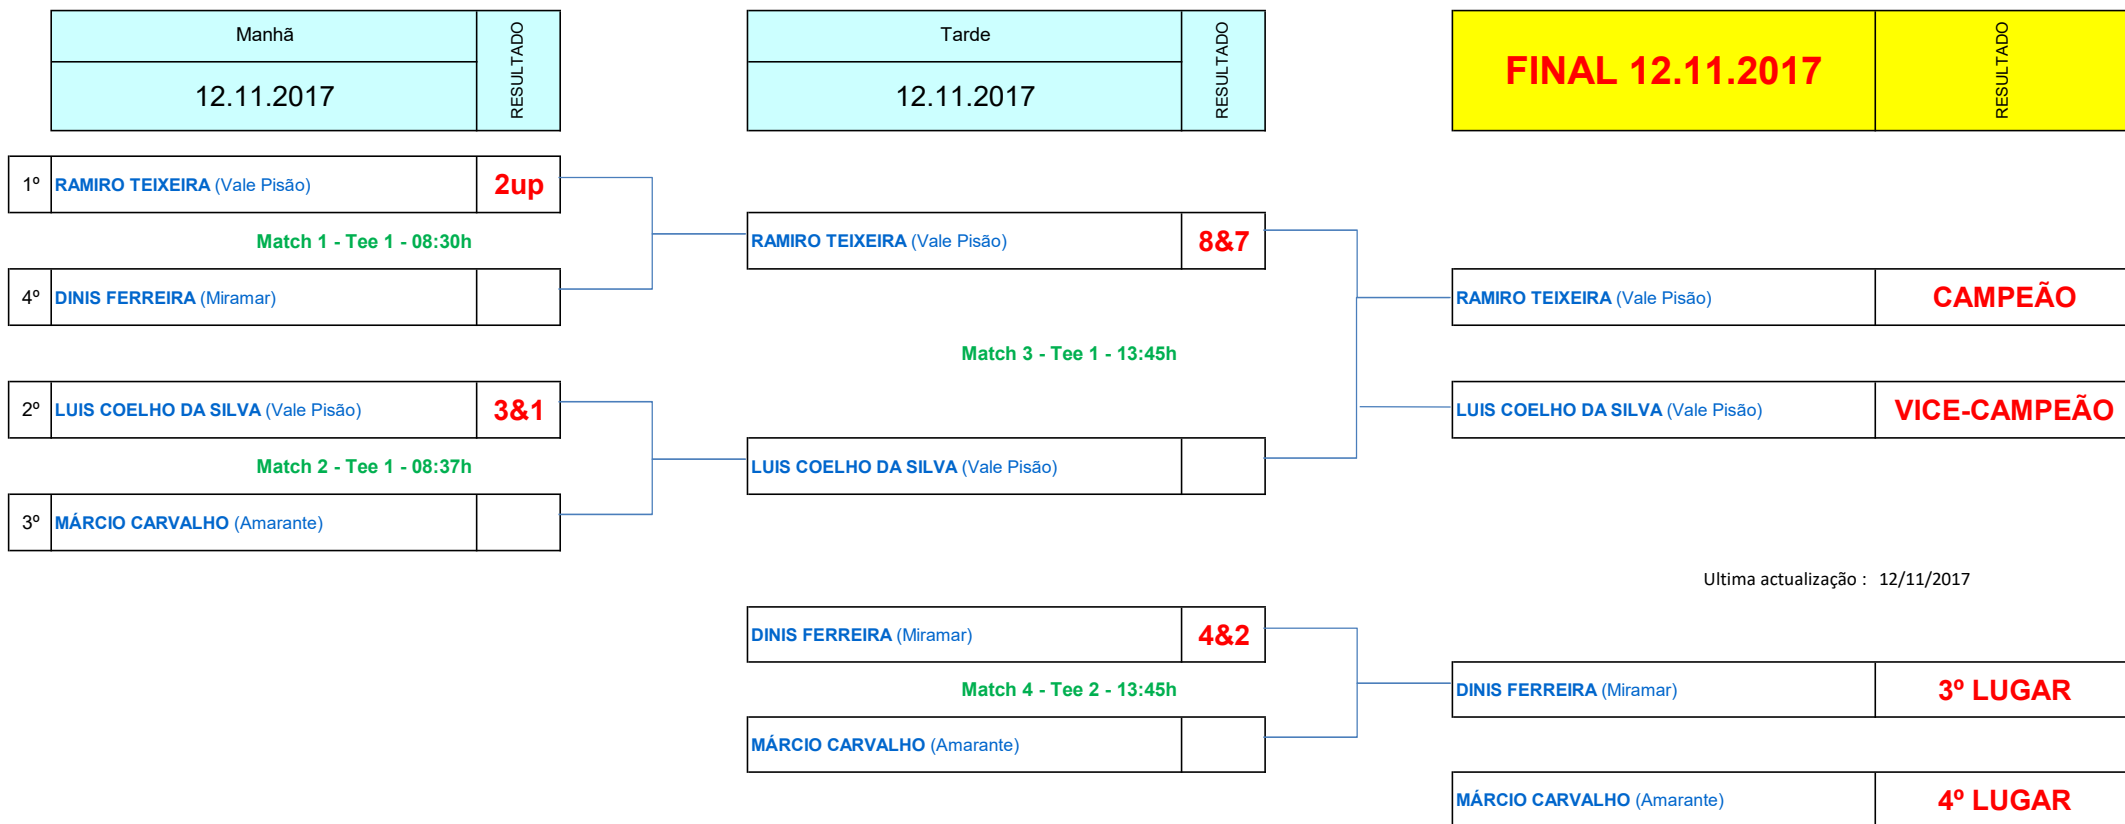 Manhã
12.11.2017
RESULTADO
Tarde
12.11.2017
RESULTADO
FINAL 12.11.2017
RESULTADO
1º RAMIRO TEIXEIRA (Vale Pisão) 2up
Match 1 - Tee 1 - 08:30h
4º DINIS FERREIRA (Miramar)
2º LUIS COELHO DA SILVA (Vale Pisão) 3&1
Match 2 - Tee 1 - 08:37h
3º MÁRCIO CARVALHO (Amarante)
RAMIRO TEIXEIRA (Vale Pisão) 8&7
Match 3 - Tee 1 - 13:45h
LUIS COELHO DA SILVA (Vale Pisão)
RAMIRO TEIXEIRA (Vale Pisão) CAMPEÃO
LUIS COELHO DA SILVA (Vale Pisão) VICE-CAMPEÃO
Ultima actualização : 12/11/2017
DINIS FERREIRA (Miramar) 4&2
Match 4 - Tee 2 - 13:45h
MÁRCIO CARVALHO (Amarante)
DINIS FERREIRA (Miramar) 3º LUGAR
MÁRCIO CARVALHO (Amarante) 4º LUGAR